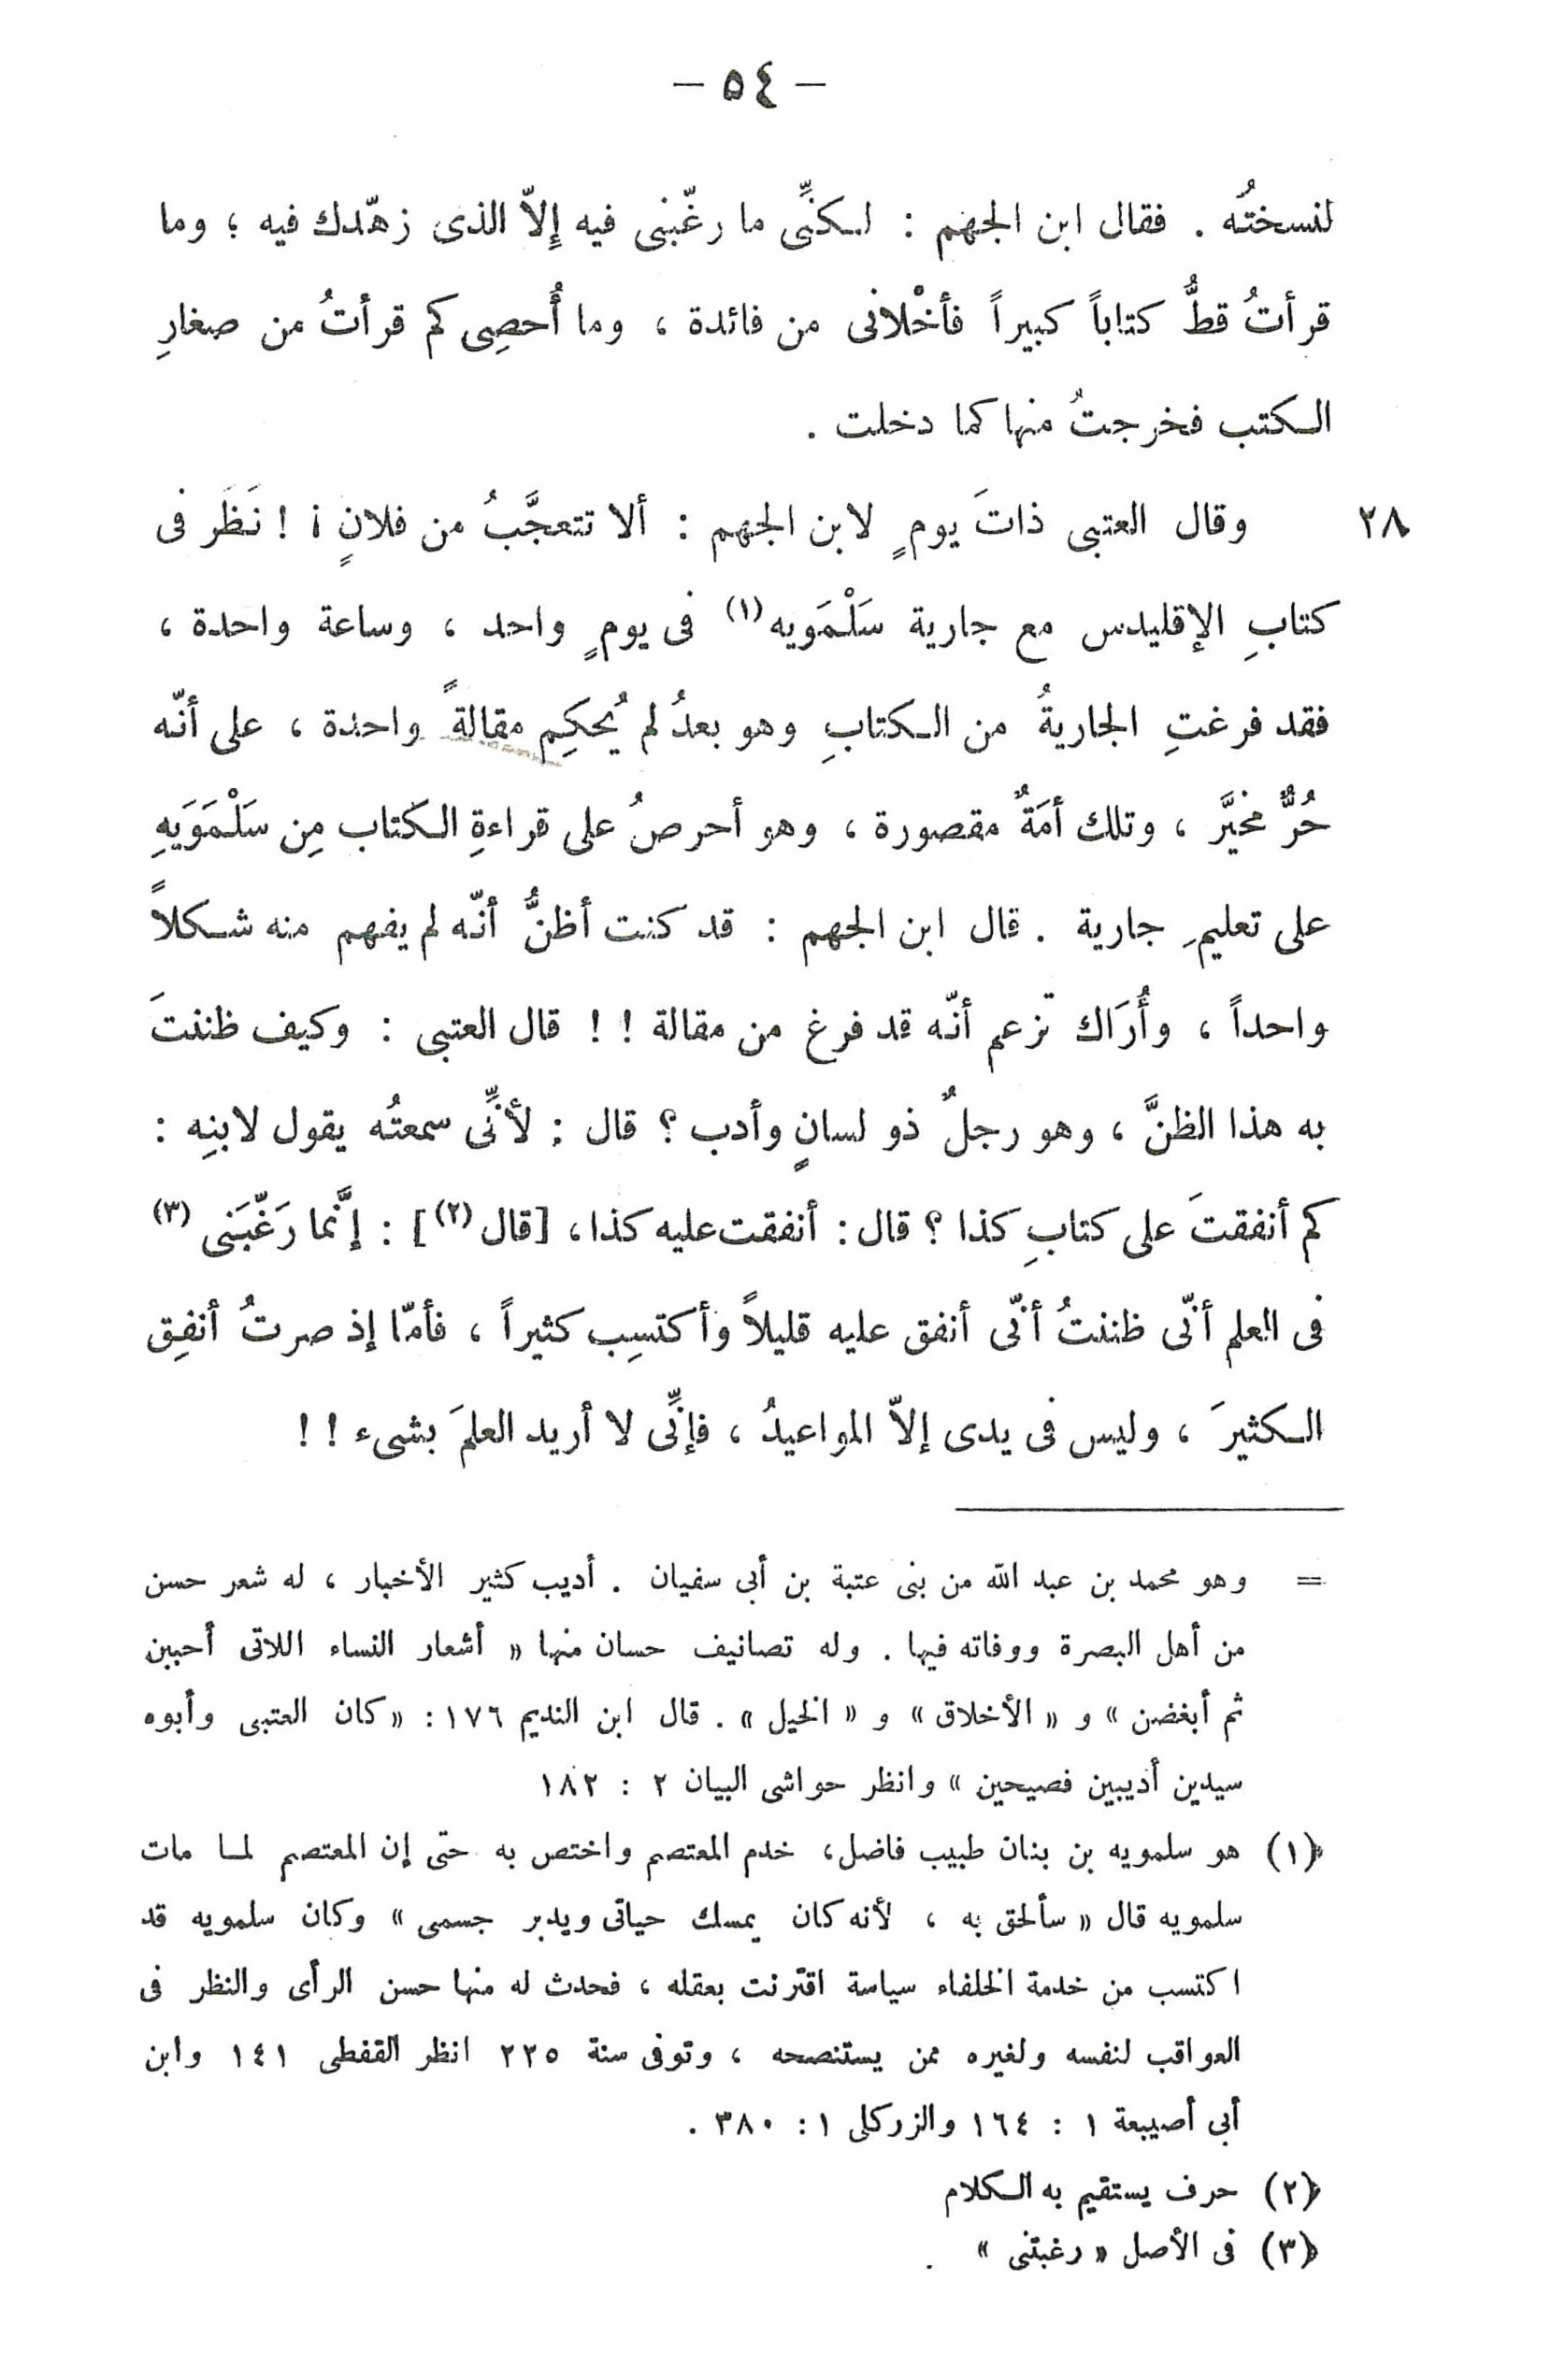 — ٥٤ —
لنسختُه . فقال ابن الجهم : لكنِّى ما رغّبنى فيه إِلاّ الذى زهّدك فيه ؛ وما
قرأتُ قطُّ كتاباً كبيراً فأخْلانى من فائدة ، وما أُحصِى كم قرأتُ من صغارِ
الكتب فخرجتُ منها كما دخلت .
٢٨ وقال العتبى ذاتَ يومٍ لابن الجهم : ألا تتعجَّبُ من فلانٍ ¡ ! نَظَر فى
كتابِ الإقليدس مع جارية سَلْمَويه(١) فى يومٍ واحد ، وساعة واحدة ،
فقد فرغتِ الجاريةُ من الكتابِ وهو بعدُ لم يُحكِم مقالةً واحدة ، على أنّه
حُرٌّ مخيَّر ، وتلك أمَةٌ مقصورة ، وهو أحرصُ على قراءةِ الكتاب مِن سَلْمَوَيهِ
على تعليمِ جارية . قال ابن الجهم : قد كنت أظنُّ أنّه لم يفهم منه شكلاً
واحداً ، وأُرَاك تزعم أنّه قد فرغ من مقالة ! ! قال العتبى : وكيف ظننتَ
به هذا الظنَّ ، وهو رجلٌ ذو لسانٍ وأدب ؟ قال : لأنِّى سمعتُه يقول لابنِه :
كم أنفقتَ على كتابِ كذا ؟ قال : أنفقت عليه كذا ، [قال(٢)] : إنَّما رَغّبَنى(٣)
فى العلم أنّى ظننتُ أنّى أنفق عليه قليلاً وأكتسِب كثيراً ، فأمّا إذ صرتُ أنفِق
الكثيرَ ، وليس فى يدى إلاّ المواعيدُ ، فإنِّى لا أريد العلمَ بشىء ! !
= وهو محمد بن عبد الله من بنى عتبة بن أبى سفيان . أديب كثير الأخبار ، له شعر حسن
من أهل البصرة ووفاته فيها . وله تصانيف حسان منها « أشعار النساء اللاتى أحببن
ثم أبغضن » و « الأخلاق » و « الخيل » . قال ابن النديم ١٧٦ : « كان العتبى وأبوه
سيدين أديبين فصيحين » وانظر حواشى البيان ٢ : ١٨٢
(١) هو سلمويه بن بنان طبيب فاضل ، خدم المعتصم واختص به حتى إن المعتصم لما مات
سلمويه قال « سألحق به ، لأنه كان يمسك حياتى ويدبر جسمى » وكان سلمويه قد
اكتسب من خدمة الخلفاء سياسة اقترنت بعقله ، فحدث له منها حسن الرأى والنظر فى
العواقب لنفسه ولغيره ممن يستنصحه ، وتوفى سنة ٢٢٥ انظر القفطى ١٤١ وابن
أبى أصيبعة ١ : ١٦٤ والزركلى ١ : ٣٨٠ .
(٢) حرف يستقيم به الكلام
(٣) فى الأصل « رغبتنى » .